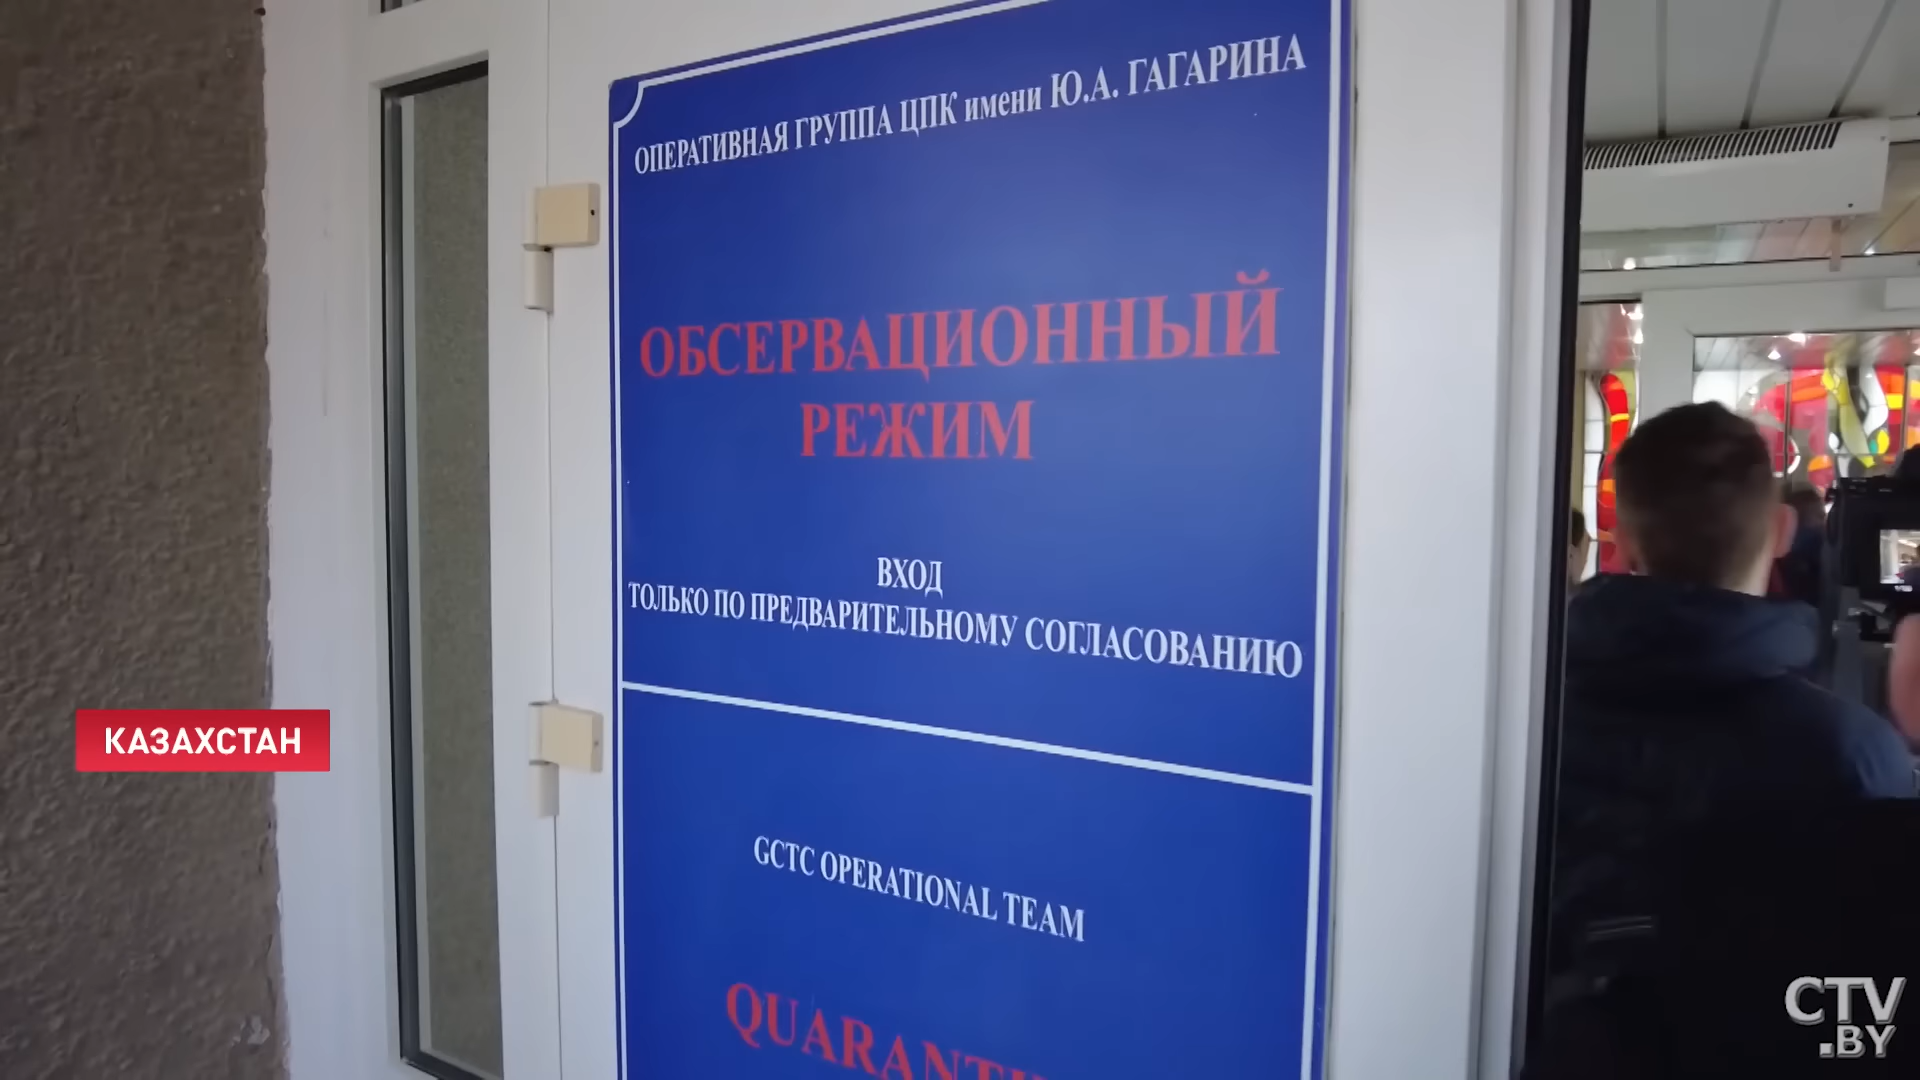 ОПЕРАТИВНАЯ ГРУППА ЦПК имени Ю.А. ГАГАРИНА
ОБСЕРВАЦИОННЫЙ
РЕЖИМ
ВХОД
ТОЛЬКО ПО ПРЕДВАРИТЕЛЬНОМУ СОГЛАСОВАНИЮ
КАЗАХСТАН
GCTC OPERATIONAL TEAM
CTV
.BY